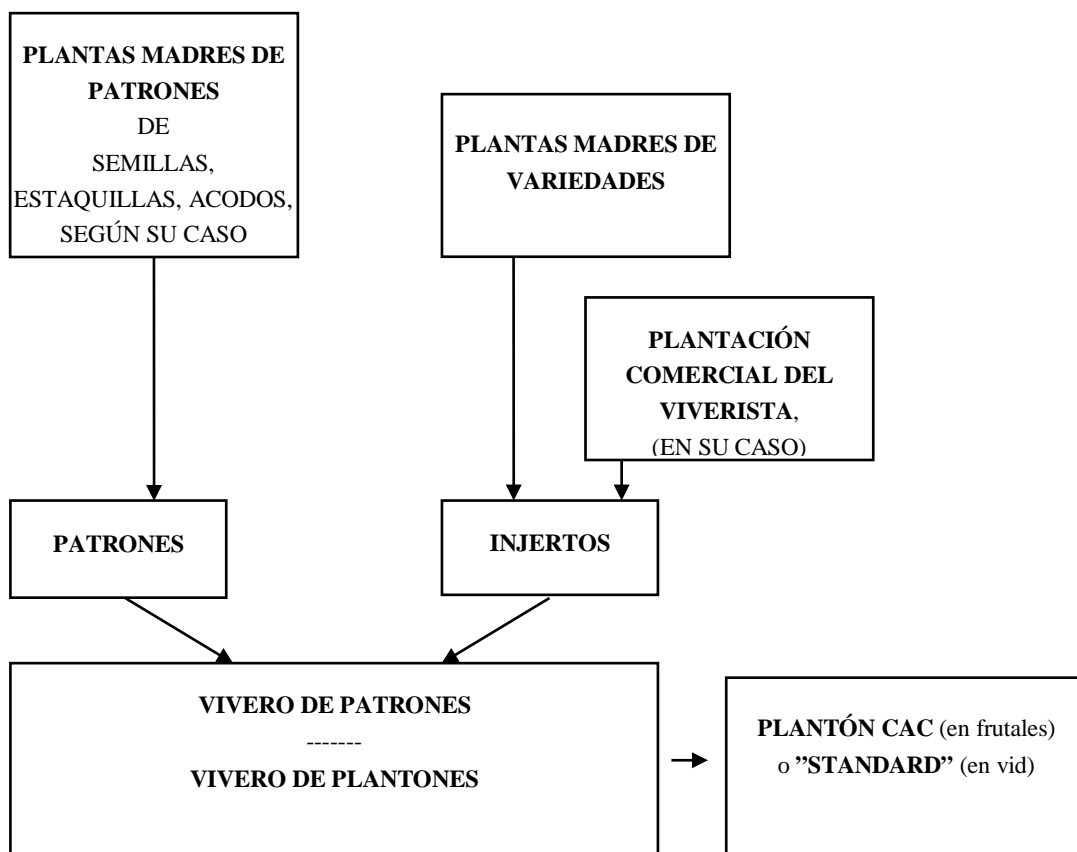 PLANTAS MADRES DE
PATRONES
DE
SEMILLAS,
ESTAQUILLAS, ACODOS,
SEGÚN SU CASO
PLANTAS MADRES DE
VARIEDADES
PLANTACIÓN
COMERCIAL DEL
VIVERISTA,
(EN SU CASO)
PATRONES
INJERTOS
VIVERO DE PATRONES
-------
VIVERO DE PLANTONES
PLANTÓN CAC (en frutales)
o ”STANDARD” (en vid)